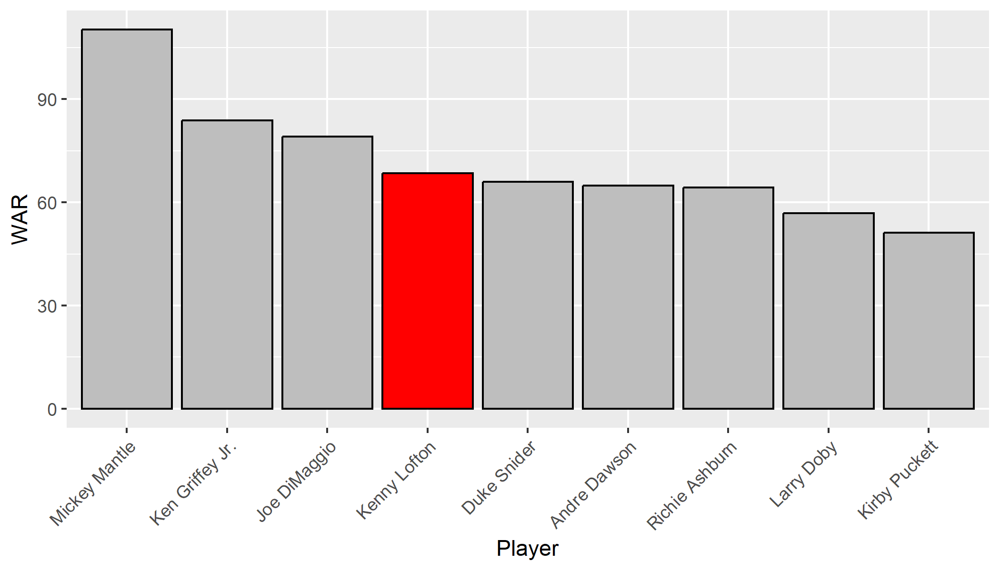 WAR
90
60
30
0
Mickey Mantle
Ken Griffey Jr.
Joe DiMaggio
Kenny Lofton
Duke Snider
Andre Dawson
Richie Ashburn
Larry Doby
Kirby Puckett
Player